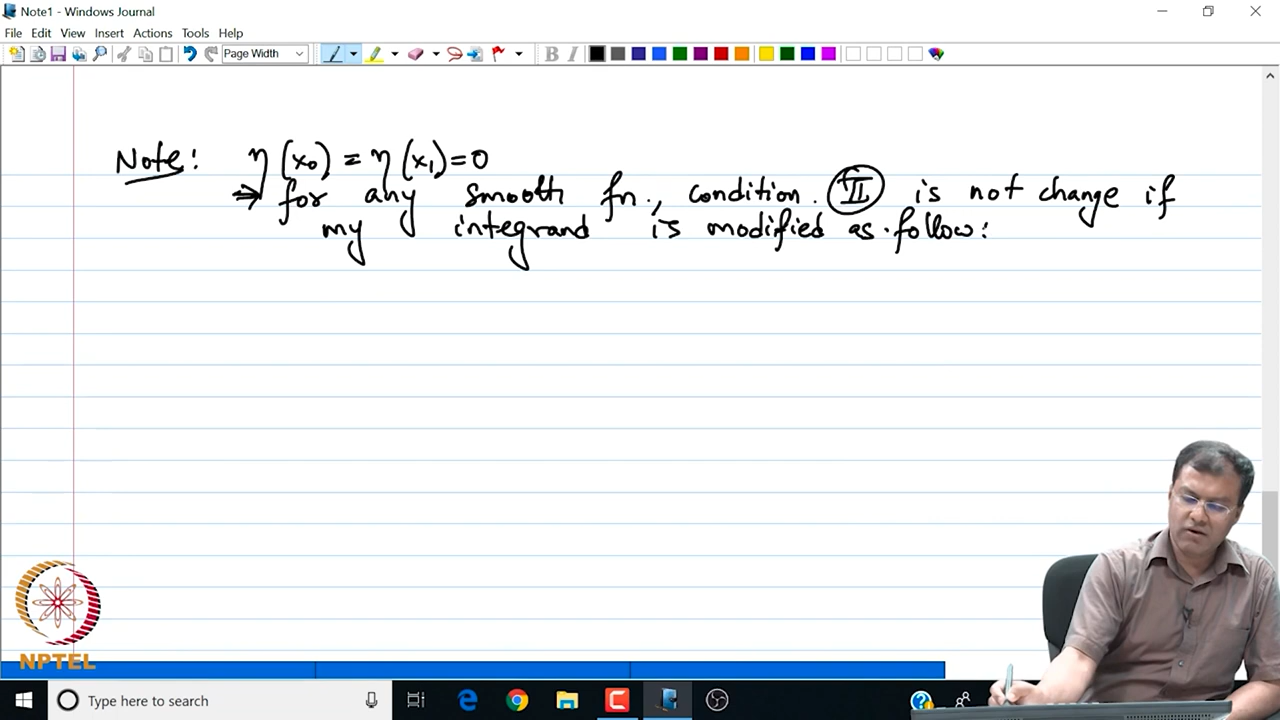 Note1 - Windows Journal
File Edit View Insert Actions Tools Help
Page Width B I
Note: η(x₀) = η(x₁) = 0
⇒ for any smooth fn., condition. II is not change if
my integrand is modified as follow:
NPTEL
Type here to search